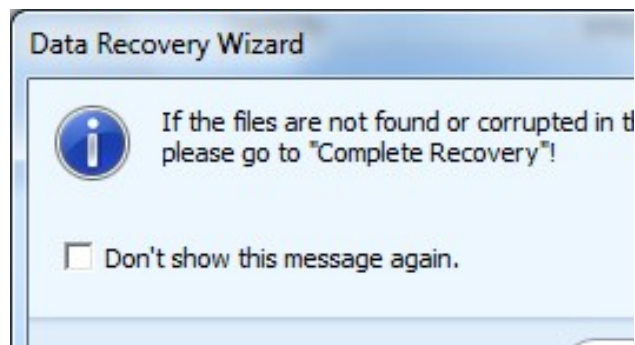 Data Recovery Wizard
If the files are not found or corrupted in
please go to "Complete Recovery"!
Don't show this message again.